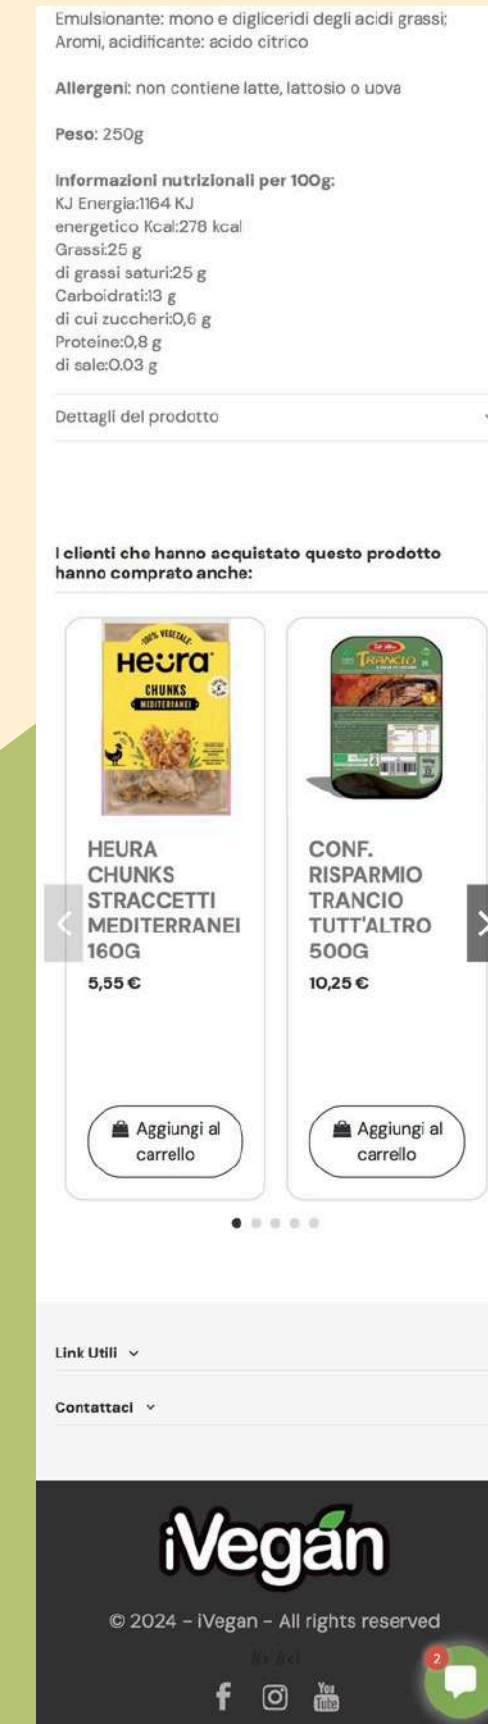 Emulsionante: mono e digliceridi degli acidi grassi;
Aromi, acidificante: acido citrico
Allergeni: non contiene latte, lattosio o uova
Peso: 250g
Informazioni nutrizionali per 100g:
KJ Energia:1164 KJ
energetico Kcal:278 kcal
Grassi:25 g
di grassi saturi:25 g
Carboidrati:13 g
di cui zuccheri:0,6 g
Proteine:0,8 g
di sale:0.03 g
Dettagli del prodotto
I clienti che hanno acquistato questo prodotto
hanno comprato anche:
100% VEGETALE
HEURA
CHUNKS
MEDITERRANEI
TRANCIO
HEURA
CHUNKS
STRACCETTI
MEDITERRANEI
160G
5,55 €
Aggiungi al
carrello
CONF.
RISPARMIO
TRANCIO
TUTT'ALTRO
500G
10,25 €
Aggiungi al
carrello
Link Utili
Contattaci
iVegan
© 2024 - iVegan - All rights reserved
You
Tube
2